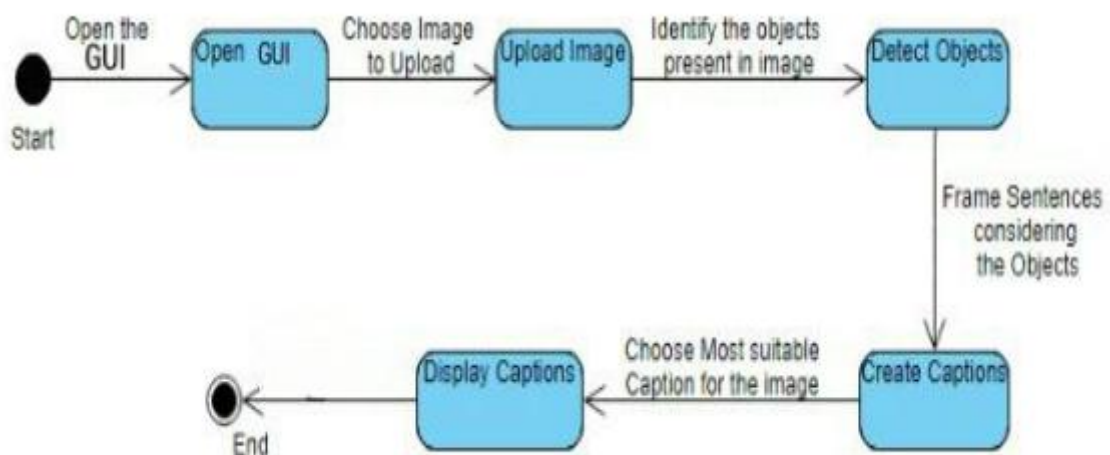 Open the
GUI
Start
Open GUI
Choose Image
to Upload
Upload Image
Identify the objects
present in image
Detect Objects
Frame Sentences
considering
the Objects
Create Captions
Choose Most suitable
Caption for the image
Display Captions
End